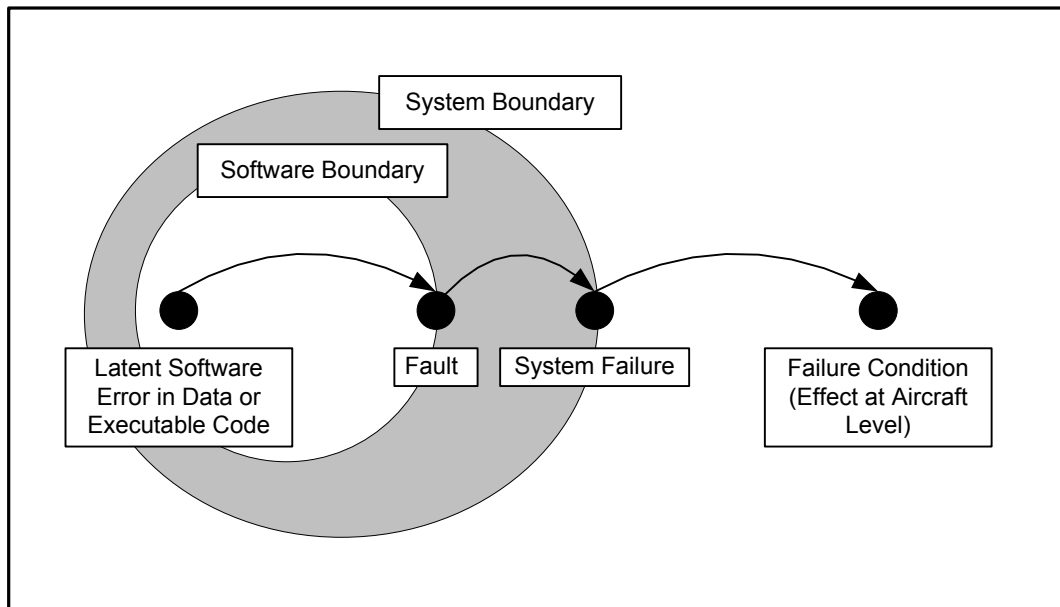 System Boundary
Software Boundary
Latent Software
Error in Data or
Executable Code
Fault
System Failure
Failure Condition
(Effect at Aircraft
Level)